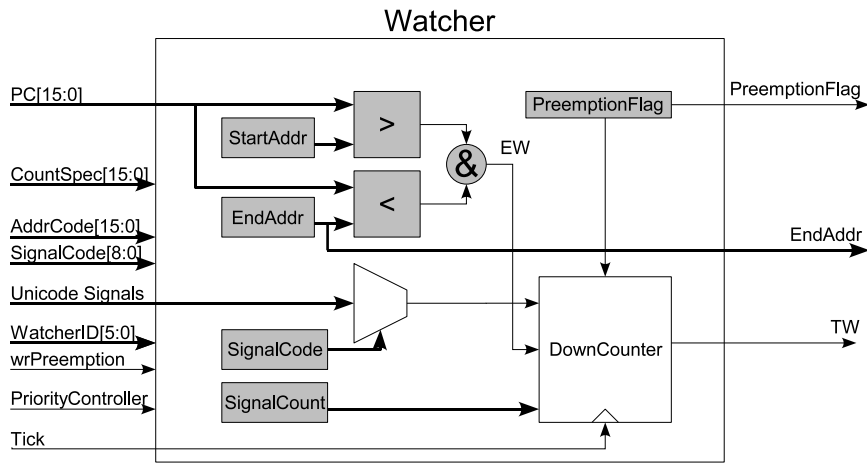 Watcher
PC[15:0]
PreemptionFlag
PreemptionFlag
>
StartAddr
&
EW
CountSpec[15:0]
<
EndAddr
AddrCode[15:0]
EndAddr
SignalCode[8:0]
Unicode Signals
WatcherID[5:0]
TW
SignalCode
DownCounter
wrPreemption
PriorityController
SignalCount
Tick